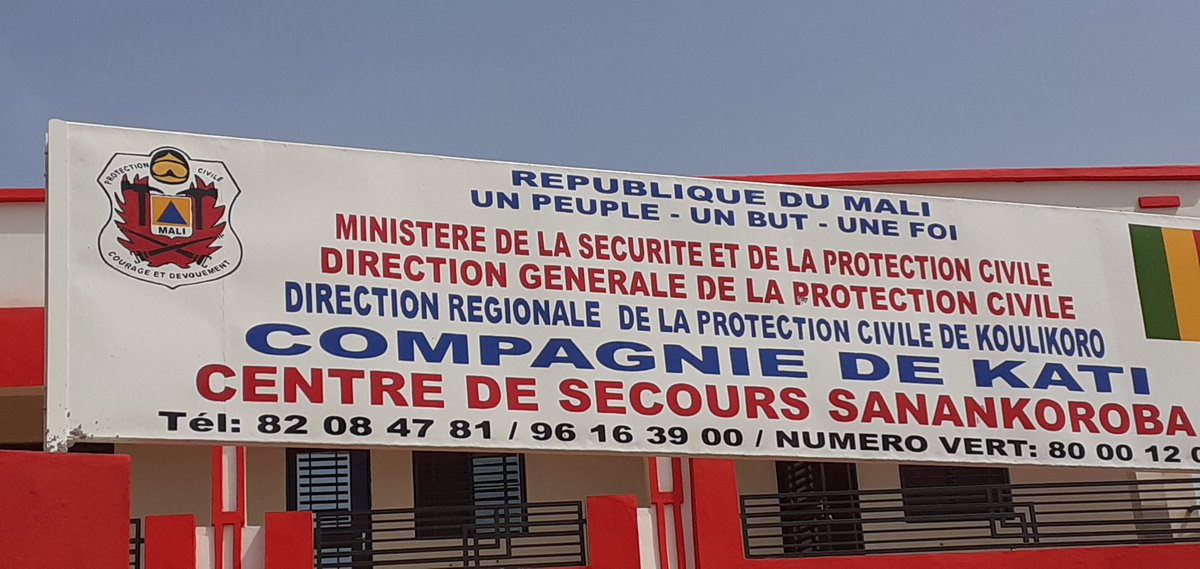 PROTECTION CIVILE
MALI
COURAGE ET DEVOUEMENT
REPUBLIQUE DU MALI
UN PEUPLE - UN BUT - UNE FOI
MINISTERE DE LA SECURITE ET DE LA PROTECTION CIVILE
DIRECTION GENERALE DE LA PROTECTION CIVILE
DIRECTION REGIONALE DE LA PROTECTION CIVILE DE KOULIKORO
COMPAGNIE DE KATI
CENTRE DE SECOURS SANANKOROBA
Tél: 82 08 47 81 / 96 16 39 00 / NUMERO VERT: 80 00 12